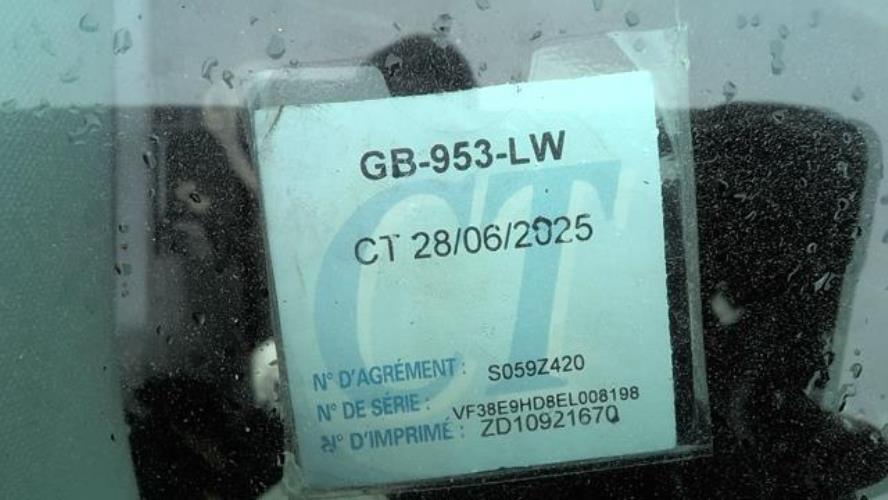 GB-953-LW
CT 28/06/2025
CT
N° D'AGRÉMENT : S059Z420
N° DE SÉRIE : VF38E9HD8EL008198
N° D'IMPRIMÉ : ZD10921670